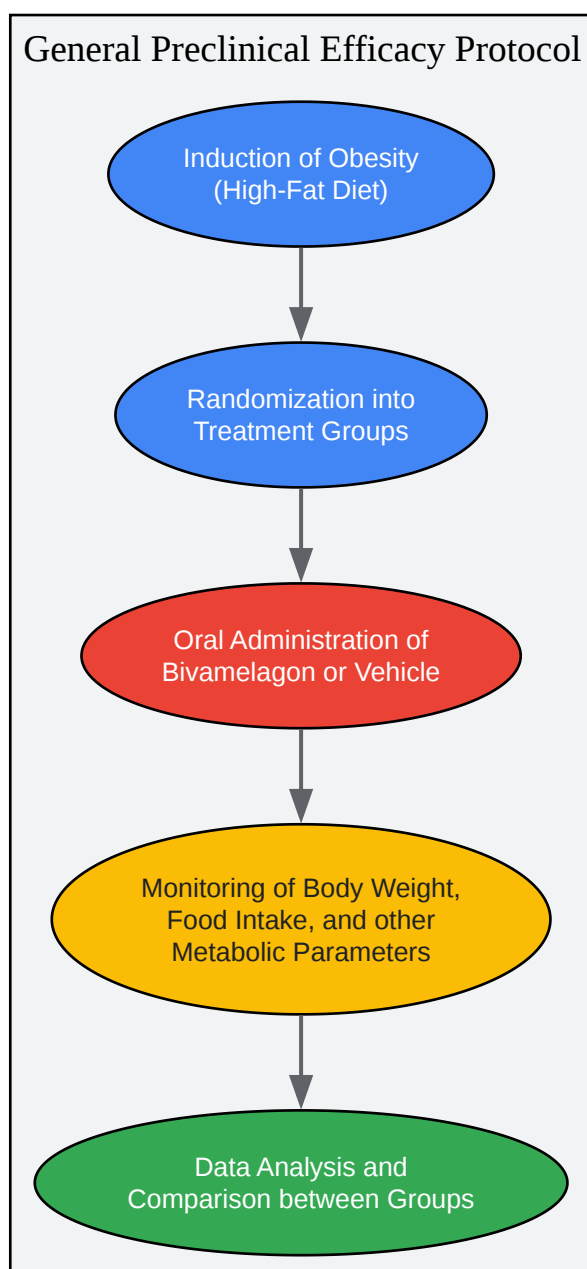 General Preclinical Efficacy Protocol
Induction of Obesity
(High-Fat Diet)
Randomization into
Treatment Groups
Oral Administration of
Bivamelagon or Vehicle
Monitoring of Body Weight,
Food Intake, and other
Metabolic Parameters
Data Analysis and
Comparison between Groups